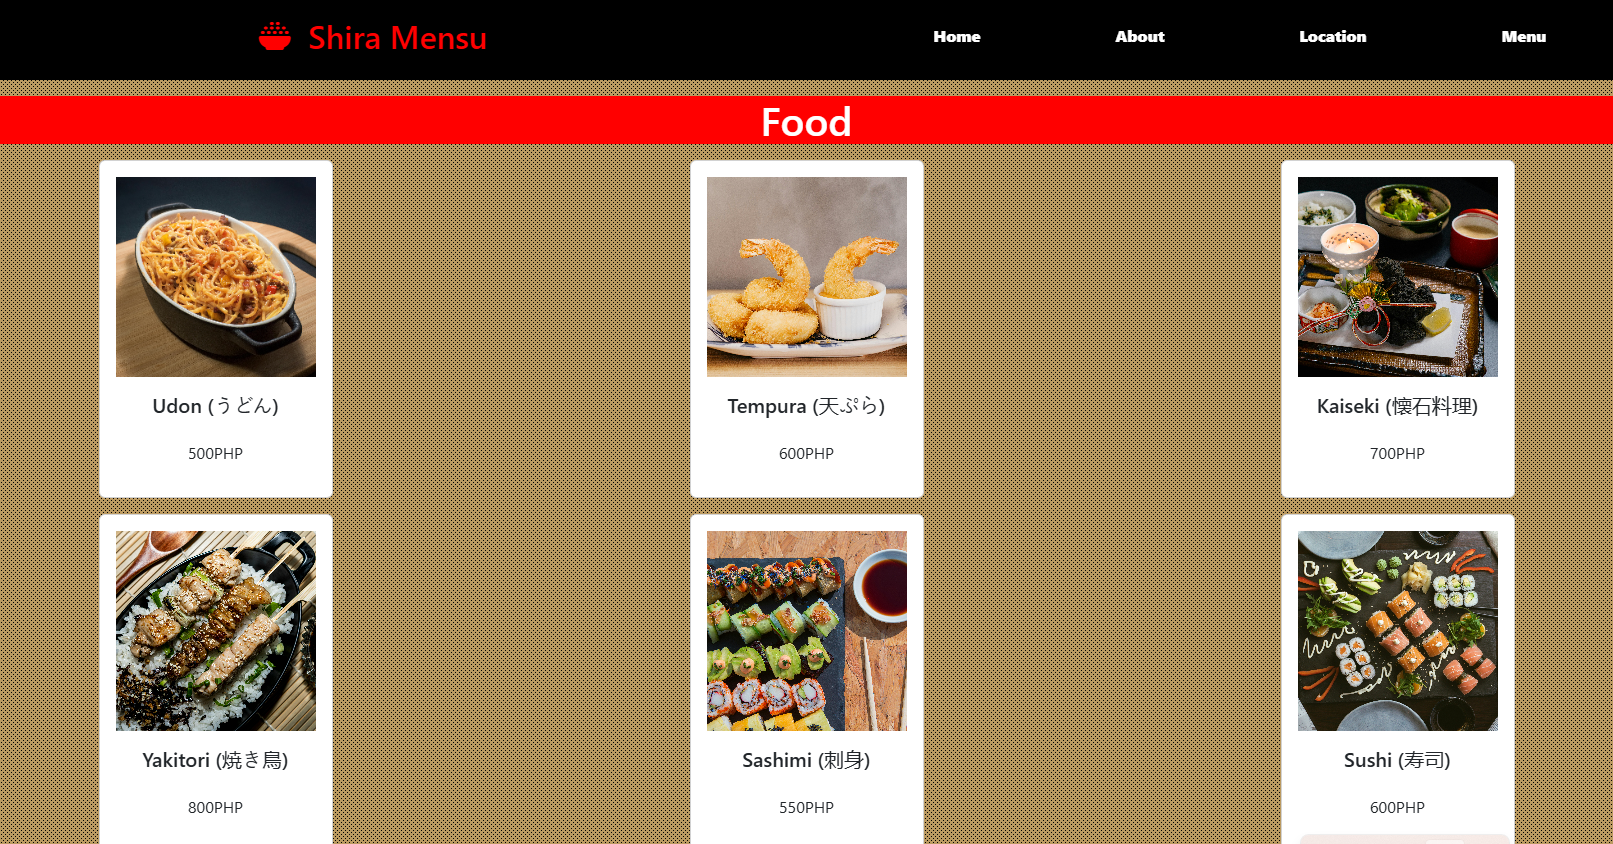 Shira Mensu
Home About Location Menu
Food
Udon (うどん)
500PHP
Tempura (天ぷら)
600PHP
Kaiseki (懐石料理)
700PHP
Yakitori (焼き鳥)
800PHP
Sashimi (刺身)
550PHP
Sushi (寿司)
600PHP